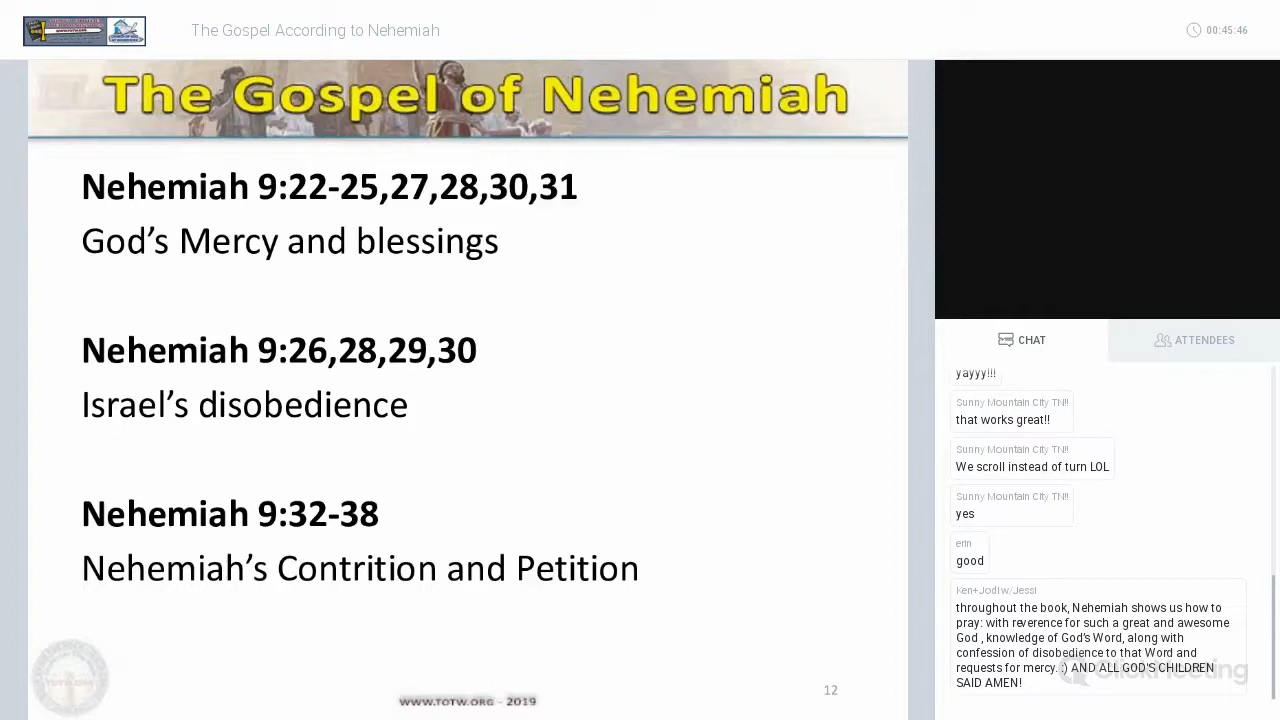 The Gospel According to Nehemiah
00:45:46
The Gospel of Nehemiah
Nehemiah 9:22-25,27,28,30,31
God's Mercy and blessings
Nehemiah 9:26,28,29,30
Israel's disobedience
Nehemiah 9:32-38
Nehemiah's Contrition and Petition
WWW.TOTW.ORG - 2019
12
CHAT
ATTENDEES
yayyy!!!
Sunny Mountain City TN!!
that works great!!
Sunny Mountain City TN!!
We scroll instead of turn LOL
Sunny Mountain City TN!!
yes
erin
good
Ken+Jodi w/Jessi
throughout the book, Nehemiah shows us how to
pray: with reverence for such a great and awesome
God , knowledge of God's Word, along with
confession of disobedience to that Word and
requests for mercy. :) AND ALL GOD'S CHILDREN
SAID AMEN!
ClickMeeting